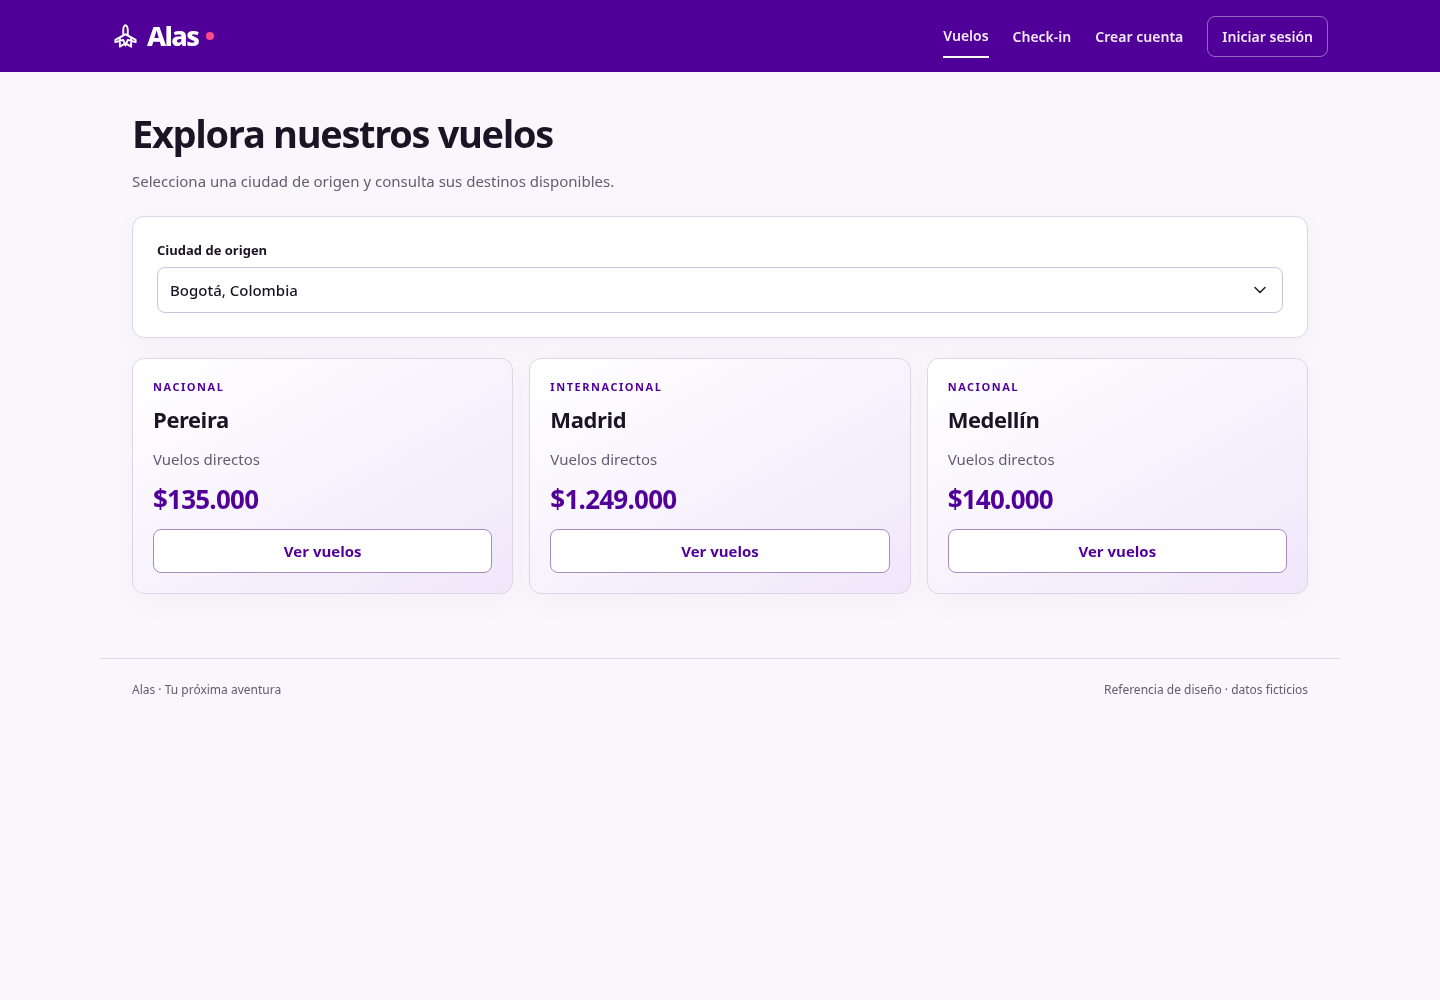 Alas
Vuelos
Check-in
Crear cuenta
Iniciar sesión
Explora nuestros vuelos
Selecciona una ciudad de origen y consulta sus destinos disponibles.
Ciudad de origen
Bogotá, Colombia
NACIONAL
Pereira
Vuelos directos
$135.000
Ver vuelos
INTERNACIONAL
Madrid
Vuelos directos
$1.249.000
Ver vuelos
NACIONAL
Medellín
Vuelos directos
$140.000
Ver vuelos
Alas · Tu próxima aventura
Referencia de diseño · datos ficticios